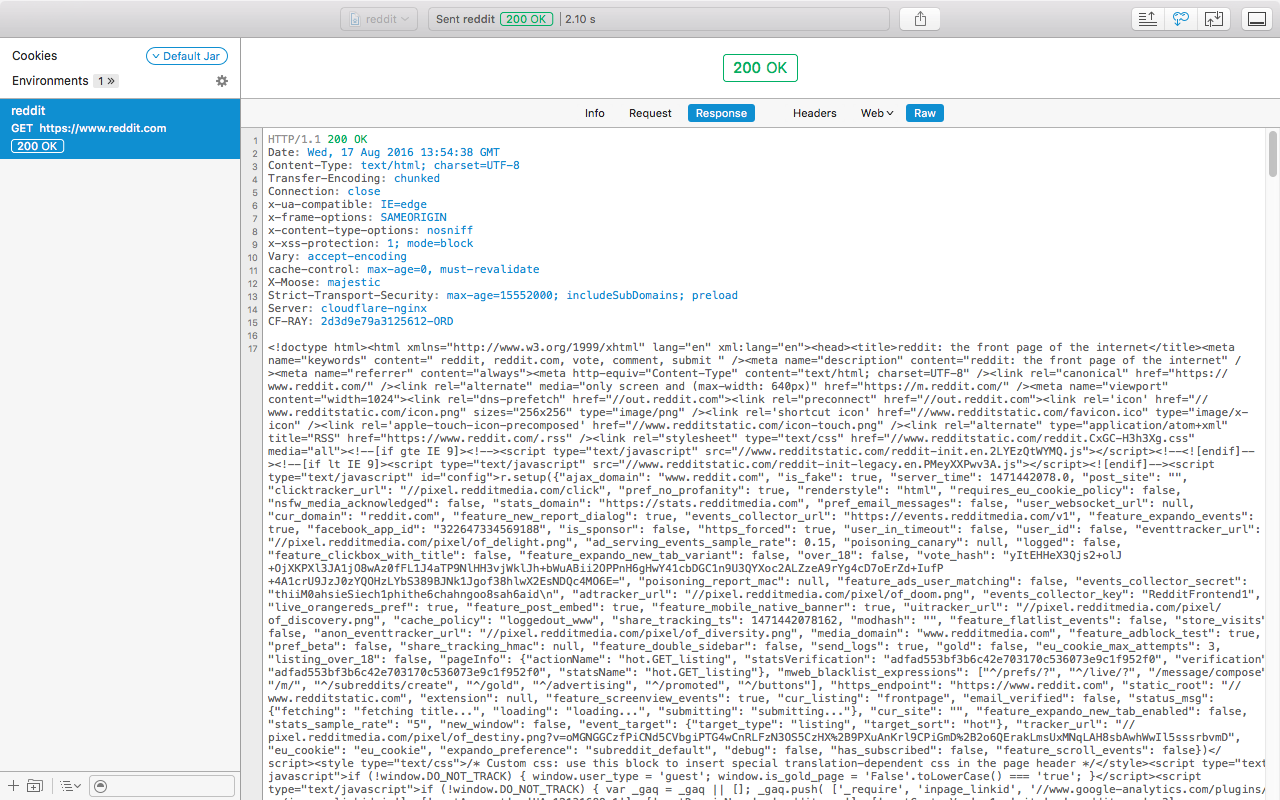 reddit
Sent reddit 200 OK 2.10 s
Cookies
Default Jar
Environments 1 »
reddit
GET https://www.reddit.com
200 OK
200 OK
Info Request Response Headers Web Raw
1 HTTP/1.1 200 OK
2 Date: Wed, 17 Aug 2016 13:54:38 GMT
3 Content-Type: text/html; charset=UTF-8
4 Transfer-Encoding: chunked
5 Connection: close
6 x-ua-compatible: IE=edge
7 x-frame-options: SAMEORIGIN
8 x-content-type-options: nosniff
9 x-xss-protection: 1; mode=block
10 Vary: accept-encoding
11 cache-control: max-age=0, must-revalidate
12 X-Moose: majestic
13 Strict-Transport-Security: max-age=15552000; includeSubDomains; preload
14 Server: cloudflare-nginx
15 CF-RAY: 2d3d9e79a3125612-ORD
16
17 <!doctype html><html xmlns="http://www.w3.org/1999/xhtml" lang="en" xml:lang="en"><head><title>reddit: the front page of the internet</title><meta
name="keywords" content=" reddit, reddit.com, vote, comment, submit " /><meta name="description" content="reddit: the front page of the internet" /
><meta name="referrer" content="always"><meta http-equiv="Content-Type" content="text/html; charset=UTF-8" /><link rel="canonical" href="https://
www.reddit.com/" /><link rel="alternate" media="only screen and (max-width: 640px)" href="https://m.reddit.com/" /><meta name="viewport"
content="width=1024"><link rel="dns-prefetch" href="//out.reddit.com"><link rel="preconnect" href="//out.reddit.com"><link rel='icon' href="//
www.redditstatic.com/icon.png" sizes="256x256" type="image/png" /><link rel='shortcut icon' href="//www.redditstatic.com/favicon.ico" type="image/x-
icon" /><link rel='apple-touch-icon-precomposed' href="//www.redditstatic.com/icon-touch.png" /><link rel="alternate" type="application/atom+xml"
title="RSS" href="https://www.reddit.com/.rss" /><link rel="stylesheet" type="text/css" href="//www.redditstatic.com/reddit.CxGC-H3h3Xg.css"
media="all"><!--[if gte IE 9]><!--><script type="text/javascript" src="//www.redditstatic.com/reddit-init.en.2LYEzQtWYMQ.js"></script><!--<![endif]--
><!--[if lt IE 9]><script type="text/javascript" src="//www.redditstatic.com/reddit-init-legacy.en.PMeyXXPwv3A.js"></script><![endif]--><script
type="text/javascript" id="config">r.setup({"ajax_domain": "www.reddit.com", "is_fake": true, "server_time": 1471442078.0, "post_site": "",
"clicktracker_url": "//pixel.redditmedia.com/click", "pref_no_profanity": true, "renderstyle": "html", "requires_eu_cookie_policy": false,
"nsfw_media_acknowledged": false, "stats_domain": "https://stats.redditmedia.com", "pref_email_messages": false, "user_websocket_url": null,
"cur_domain": "reddit.com", "feature_new_report_dialog": true, "events_collector_url": "https://events.redditmedia.com/v1", "feature_expando_events":
true, "facebook_app_id": "1322647334569188", "is_sponsor": false, "https_forced": true, "user_in_timeout": false, "user_id": false, "eventtracker_url":
"//pixel.redditmedia.com/pixel/of_delight.png", "ad_serving_events_sample_rate": 0.15, "poisoning_canary": null, "logged": false,
"feature_clickbox_with_title": false, "feature_expando_new_tab_variant": false, "over_18": false, "vote_hash": "yItEHHeX3Qjs2+olJ
+OjXKPXl3JA1jO8wAz0fFL1J4aTP9NlHH3vjWklJh+bWuABii2OPPnH6gHwY41cbDGC1n9U3QYXoc2ALZzeA9rYg4cD7oErZd+IufP
+4A1crU9JzJ0zYQOHzLYbS389BJNk1Jgof38hlwX2EsNDQc4MO6E=", "poisoning_report_mac": null, "feature_ads_user_matching": false, "events_collector_secret":
"thiiM0ahsieSiech1phithe6chahngoo8sah6aid\n", "adtracker_url": "//pixel.redditmedia.com/pixel/of_doom.png", "events_collector_key": "RedditFrontend1",
"live_orangereds_pref": true, "feature_post_embed": true, "feature_mobile_native_banner": true, "uitracker_url": "//pixel.redditmedia.com/pixel/
of_discovery.png", "cache_policy": "loggedout_www", "share_tracking_ts": 1471442078162, "modhash": "", "feature_flatlist_events": false, "store_visits"
false, "anon_eventtracker_url": "//pixel.redditmedia.com/pixel/of_diversity.png", "media_domain": "www.redditmedia.com", "feature_adblock_test": true,
"pref_beta": false, "share_tracking_hmac": null, "feature_double_sidebar": false, "send_logs": true, "gold": false, "eu_cookie_max_attempts": 3,
"listing_over_18": false, "pageInfo": {"actionName": "hot.GET_listing", "statsVerification": "adfad553bf3b6c42e703170c536073e9c1f952f0", "verification"
"adfad553bf3b6c42e703170c536073e9c1f952f0", "statsName": "hot.GET_listing"}, "mweb_blacklist_expressions": ["^/prefs/?", "^/live/?", "/message/compose"
"/m/", "^/subreddits/create", "^/gold", "^/advertising", "^/promoted", "^/buttons"], "https_endpoint": "https://www.reddit.com", "static_root": "//
www.redditstatic.com", "extension": null, "feature_screenview_events": true, "cur_listing": "frontpage", "email_verified": false, "status_msg":
{"fetching": "fetching title...", "loading": "loading...", "submitting": "submitting..."}, "cur_site": "", "feature_expando_new_tab_enabled": false,
"stats_sample_rate": "5", "new_window": false, "event_target": {"target_type": "listing", "target_sort": "hot"}, "tracker_url": "//
pixel.redditmedia.com/pixel/of_destiny.png?v=oMGNGGCzfPiCNd5CVbgiPTG4wCnRLFzN3OS5CzHX%2B9PXuAnKrl9CPiGmD%2B2o6QErakLmsUxMNqLAH8sbAwhWwIl5sssrbvmD",
"eu_cookie": "eu_cookie", "expando_preference": "subreddit_default", "debug": false, "has_subscribed": false, "feature_scroll_events": false})</
script><style type="text/css">/* Custom css: use this block to insert special translation-dependent css in the page header */</style><script type="text
javascript">if (!window.DO_NOT_TRACK) { window.user_type = 'guest'; window.is_gold_page = 'False'.toLowerCase() === 'true'; }</script><script
type="text/javascript">if (!window.DO_NOT_TRACK) { var _gaq = _gaq || []; _gaq.push( ['_require', 'inpage_linkid', '//www.google-analytics.com/plugins/